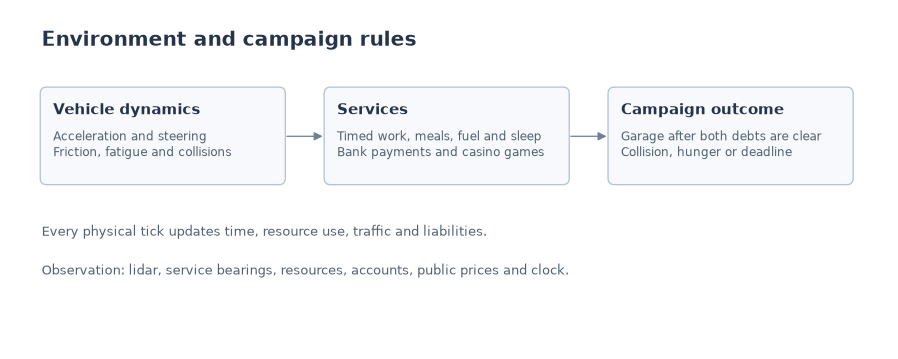 Environment and campaign rules
Vehicle dynamics
Acceleration and steering
Friction, fatigue and collisions
Services
Timed work, meals, fuel and sleep
Bank payments and casino games
Campaign outcome
Garage after both debts are clear
Collision, hunger or deadline
Every physical tick updates time, resource use, traffic and liabilities.
Observation: lidar, service bearings, resources, accounts, public prices and clock.